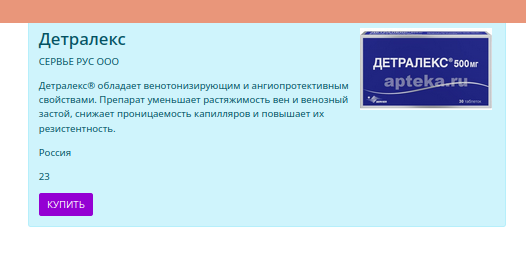 Детралекс
СЕРВЬЕ РУС ООО
Детралекс® обладает венотонизирующим и ангиопротективным
свойствами. Препарат уменьшает растяжимость вен и венозный
застой, снижает проницаемость капилляров и повышает их
резистентность.
Россия
23
КУПИТЬ
ДЕТРАЛЕКС® 500 мг
apteka.ru
30 таблеток